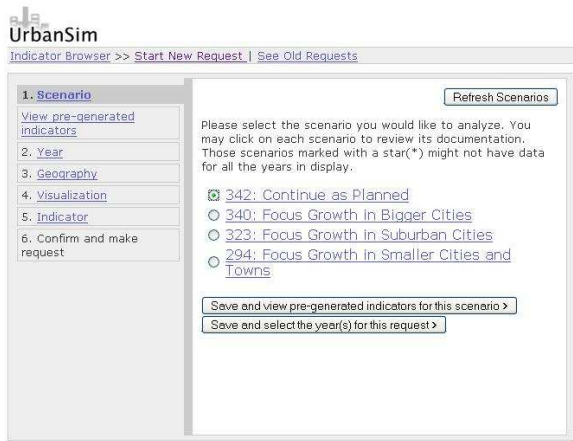 UrbanSim
Indicator Browser >> Start New Request | See Old Requests
1. Scenario
View pre-generated
indicators
2. Year
3. Geography
4. Visualization
5. Indicator
6. Confirm and make
request
Refresh Scenarios
Please select the scenario you would like to analyze. You
may click on each scenario to review its documentation.
Those scenarios marked with a star(*) might not have data
for all the years in display.
342: Continue as Planned
340: Focus Growth in Bigger Cities
323: Focus Growth in Suburban Cities
294: Focus Growth in Smaller Cities and
Towns
Save and view pre-generated indicators for this scenario >
Save and select the year(s) for this request >